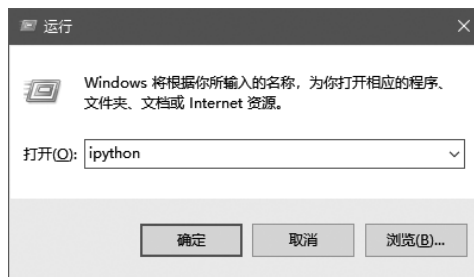 运行
Windows 将根据你所输入的名称，为你打开相应的程序、
文件夹、文档或 Internet 资源。
打开(O): ipython
确定 取消 浏览(B)...